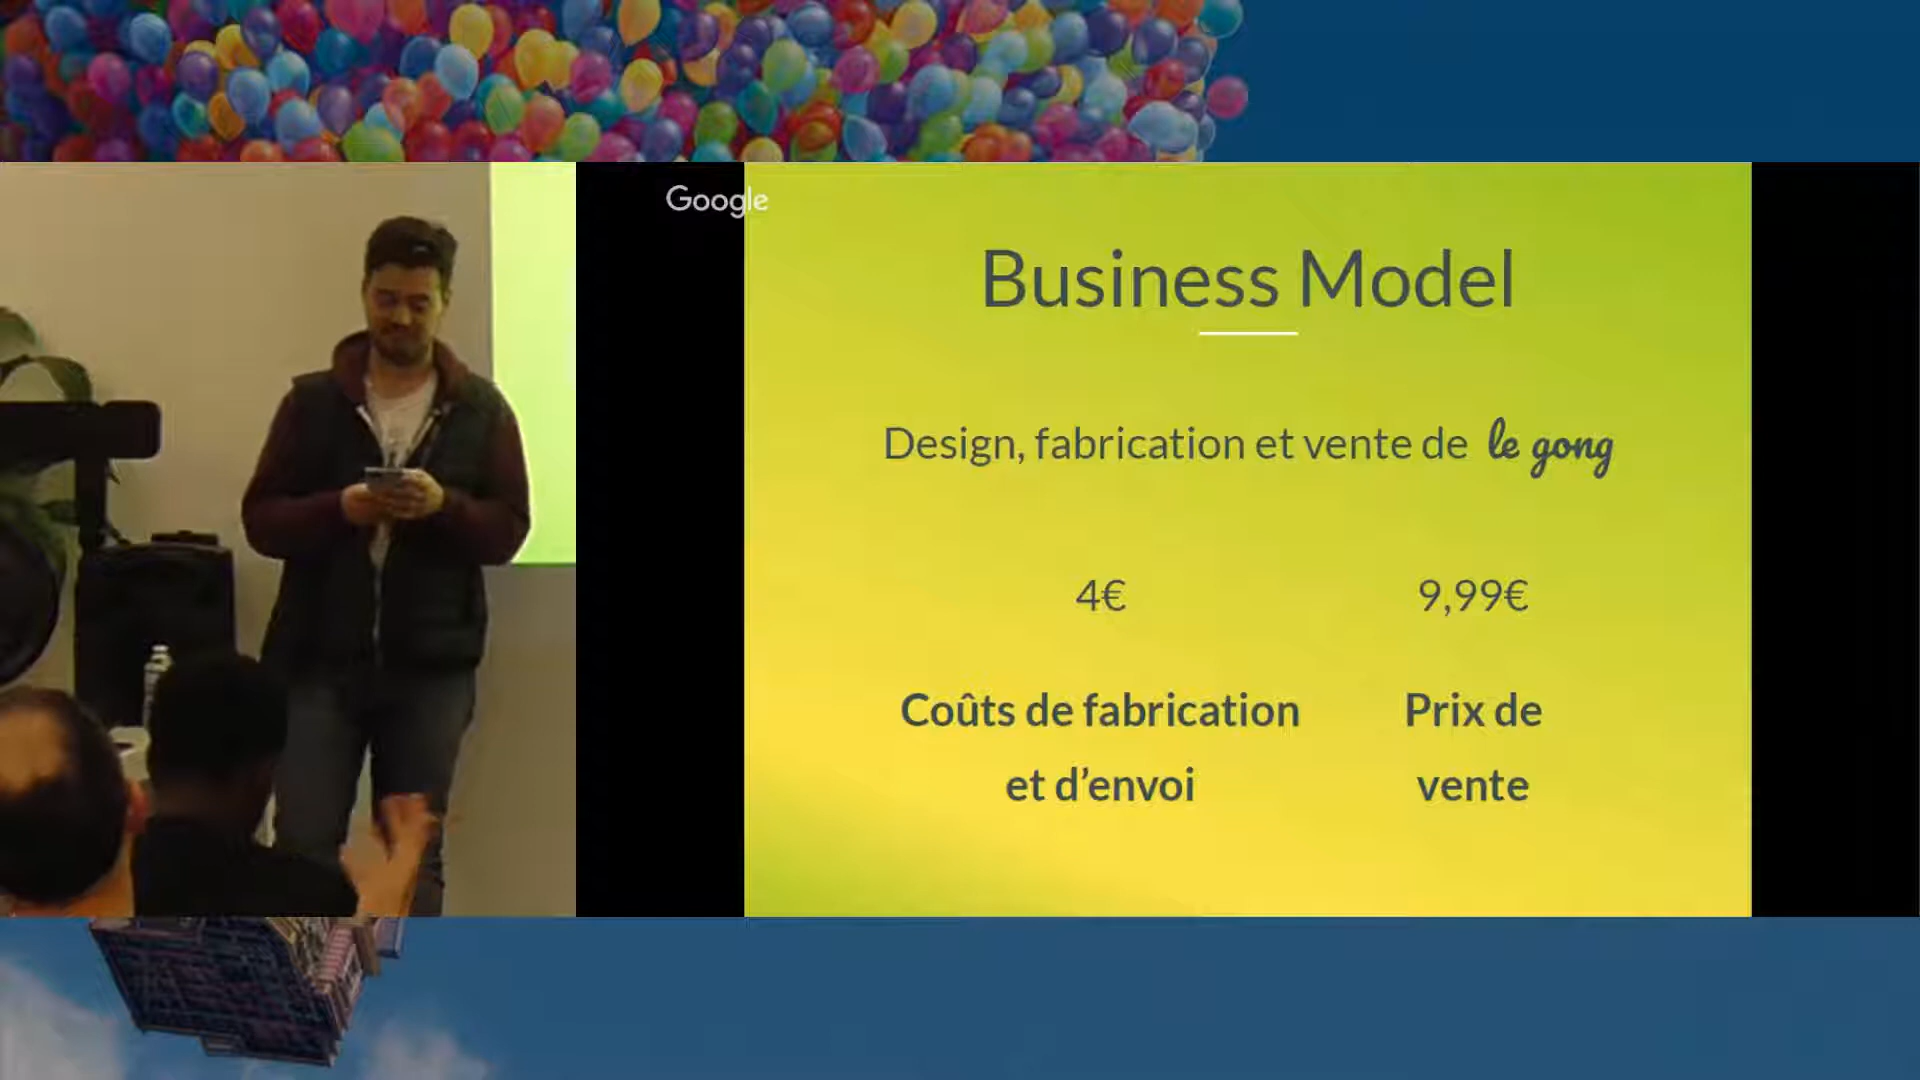 Google
Business Model
Design, fabrication et vente de le gong
4€
9,99€
Coûts de fabrication
et d'envoi
Prix de
vente